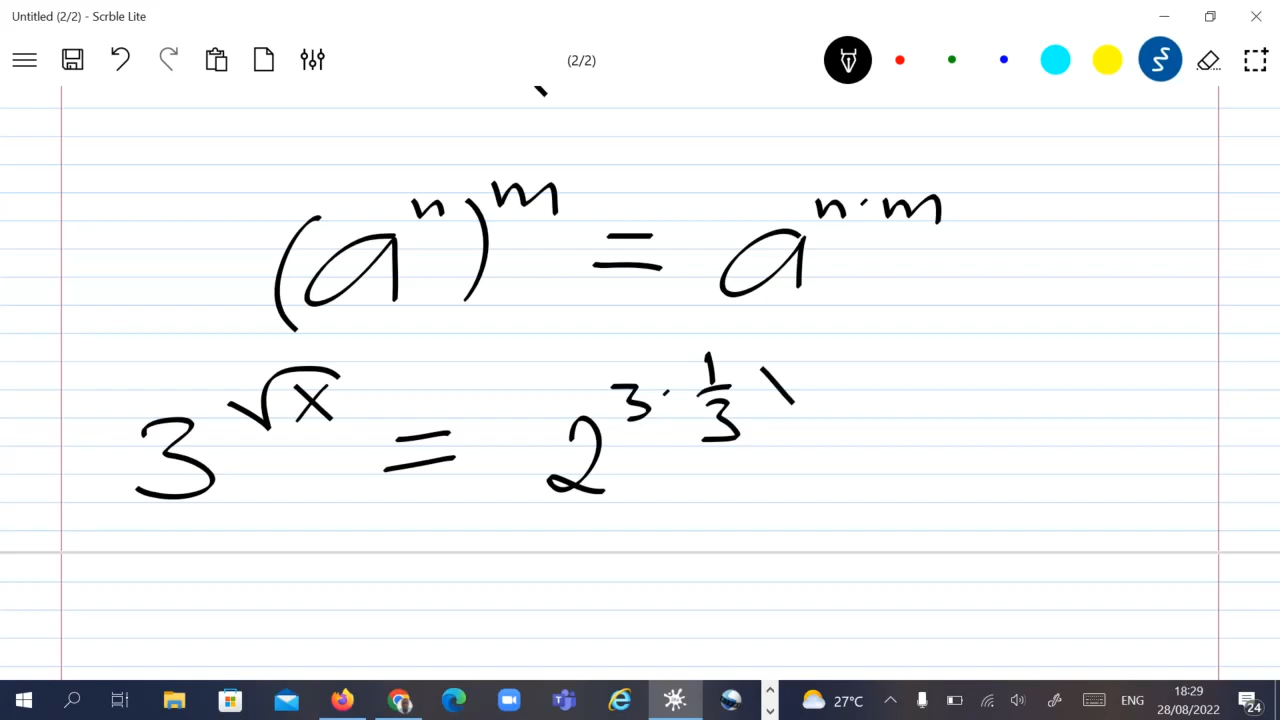 Untitled (2/2) - Scrble Lite
(2/2)
(a^n)^m = a^{n·m}
3^{√x} = 2^{3·1/3 \
27°C
ENG
18:29
28/08/2022
24